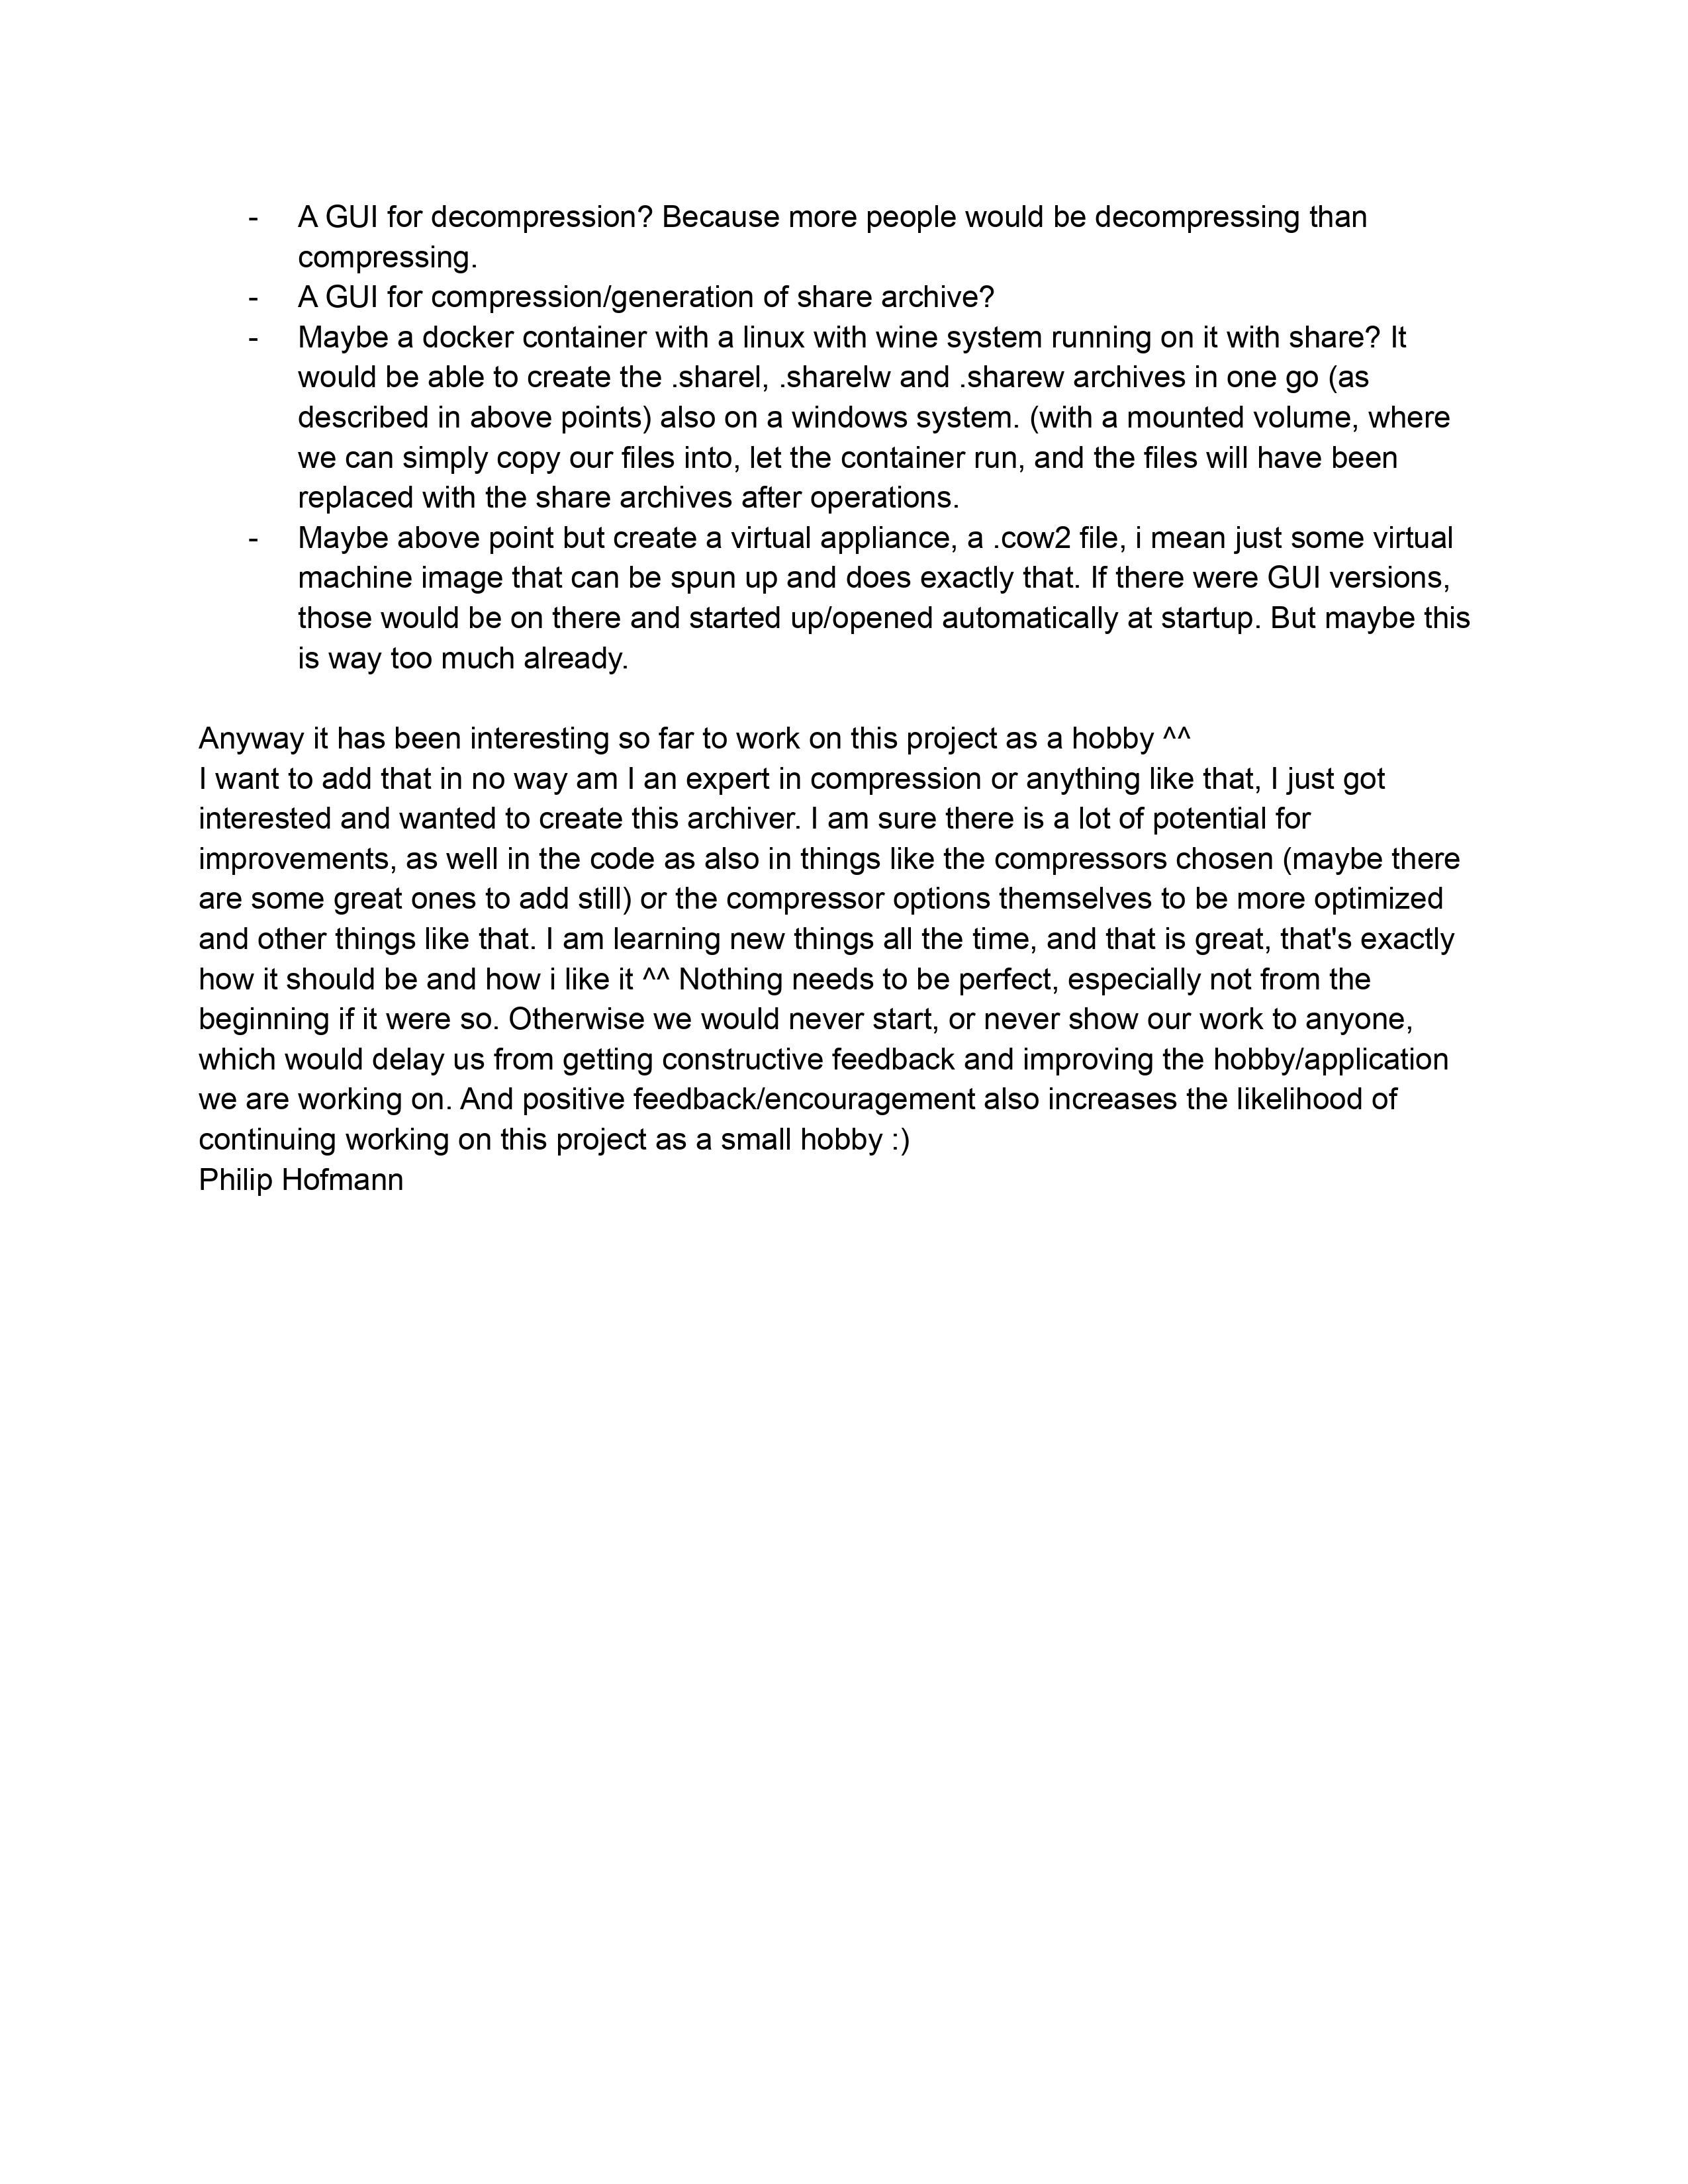 - A GUI for decompression? Because more people would be decompressing than
compressing.
- A GUI for compression/generation of share archive?
- Maybe a docker container with a linux with wine system running on it with share? It
would be able to create the .sharel, .sharelw and .sharew archives in one go (as
described in above points) also on a windows system. (with a mounted volume, where
we can simply copy our files into, let the container run, and the files will have been
replaced with the share archives after operations.
- Maybe above point but create a virtual appliance, a .cow2 file, i mean just some virtual
machine image that can be spun up and does exactly that. If there were GUI versions,
those would be on there and started up/opened automatically at startup. But maybe this
is way too much already.
Anyway it has been interesting so far to work on this project as a hobby ^^
I want to add that in no way am I an expert in compression or anything like that, I just got
interested and wanted to create this archiver. I am sure there is a lot of potential for
improvements, as well in the code as also in things like the compressors chosen (maybe there
are some great ones to add still) or the compressor options themselves to be more optimized
and other things like that. I am learning new things all the time, and that is great, that's exactly
how it should be and how i like it ^^ Nothing needs to be perfect, especially not from the
beginning if it were so. Otherwise we would never start, or never show our work to anyone,
which would delay us from getting constructive feedback and improving the hobby/application
we are working on. And positive feedback/encouragement also increases the likelihood of
continuing working on this project as a small hobby :)
Philip Hofmann